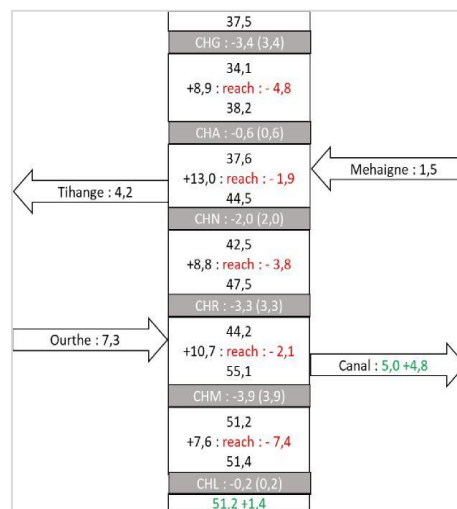 37,5
CHG : -3,4 (3,4)
34,1
+8,9 : reach : - 4,8
38,2
CHA : -0,6 (0,6)
37,6
Mehaigne : 1,5
+13,0 : reach : - 1,9
Tihange : 4,2
44,5
CHN : -2,0 (2,0)
42,5
+8,8 : reach : - 3,8
47,5
CHR : -3,3 (3,3)
44,2
Ourthe : 7,3
+10,7 : reach : - 2,1
Canal : 5,0 +4,8
55,1
CHM : -3,9 (3,9)
51,2
+7,6 : reach : - 7,4
51,4
CHL : -0,2 (0,2)
51,2 +1,4